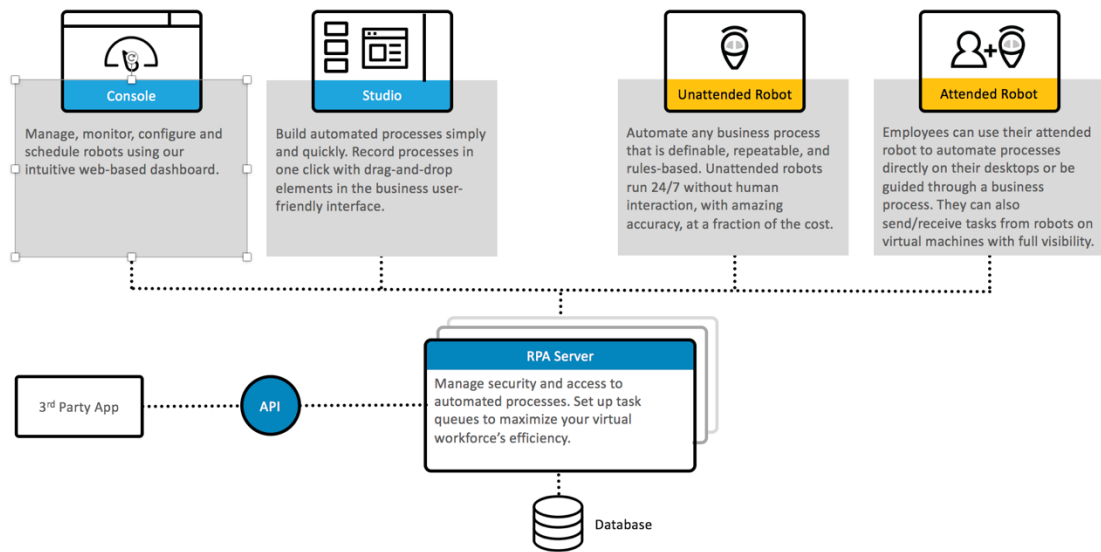 Console
Manage, monitor, configure and
schedule robots using our
intuitive web-based dashboard.
Studio
Build automated processes simply
and quickly. Record processes in
one click with drag-and-drop
elements in the business user-
friendly interface.
Unattended Robot
Automate any business process
that is definable, repeatable, and
rules-based. Unattended robots
run 24/7 without human
interaction, with amazing
accuracy, at a fraction of the cost.
Attended Robot
Employees can use their attended
robot to automate processes
directly on their desktops or be
guided through a business
process. They can also
send/receive tasks from robots on
virtual machines with full visibility.
RPA Server
Manage security and access to
automated processes. Set up task
queues to maximize your virtual
workforce's efficiency.
3rd Party App
API
Database